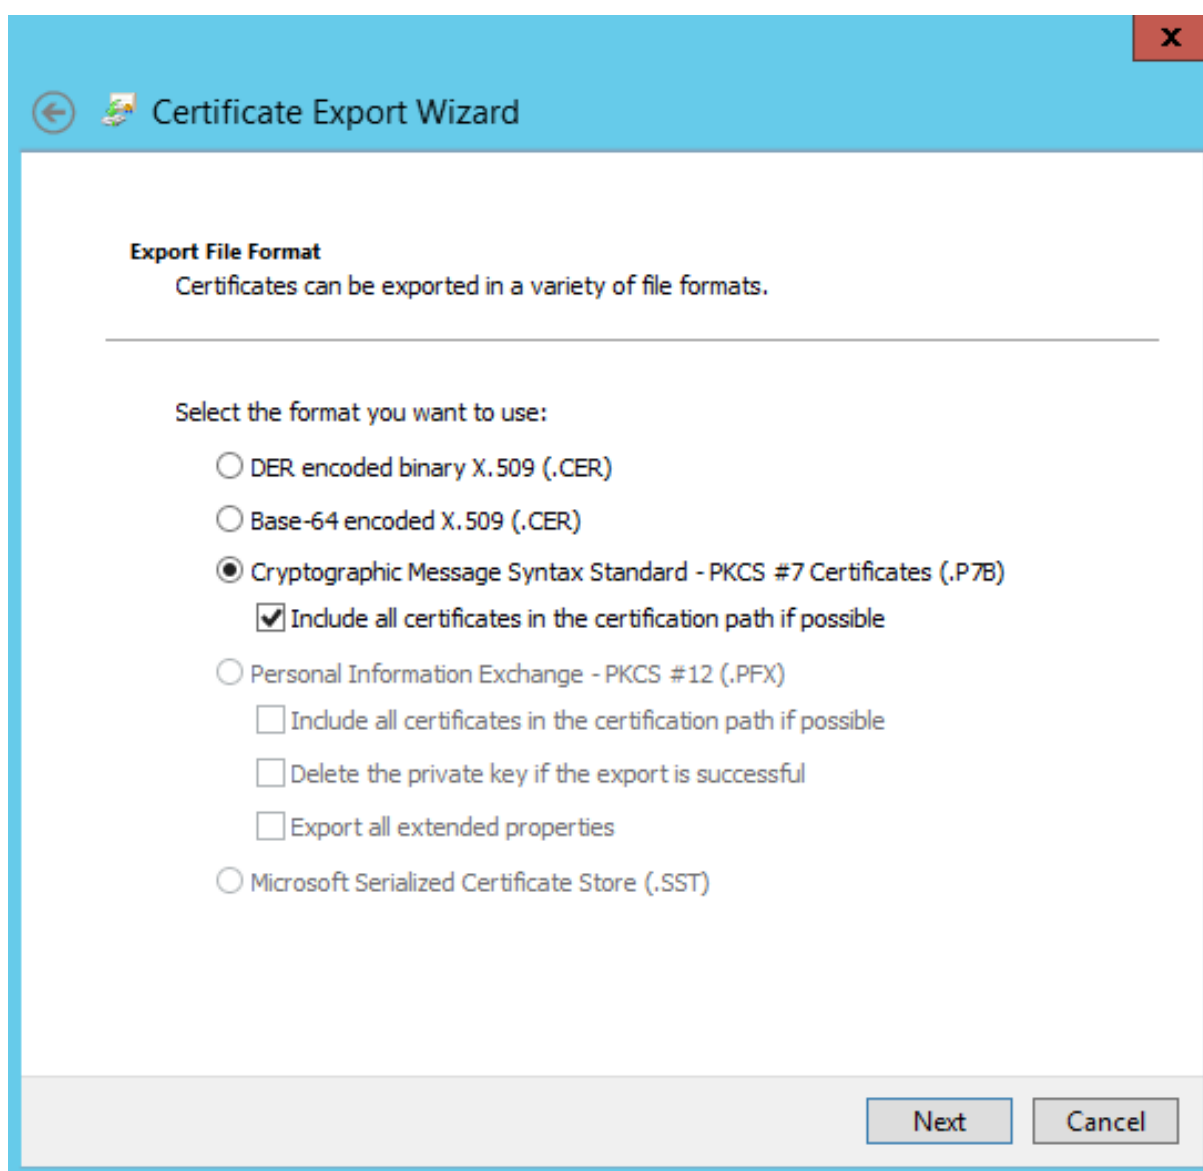 x
Certificate Export Wizard
Export File Format
Certificates can be exported in a variety of file formats.
Select the format you want to use:
DER encoded binary X.509 (.CER)
Base-64 encoded X.509 (.CER)
Cryptographic Message Syntax Standard - PKCS #7 Certificates (.P7B)
Include all certificates in the certification path if possible
Personal Information Exchange - PKCS #12 (.PFX)
Include all certificates in the certification path if possible
Delete the private key if the export is successful
Export all extended properties
Microsoft Serialized Certificate Store (.SST)
Next Cancel